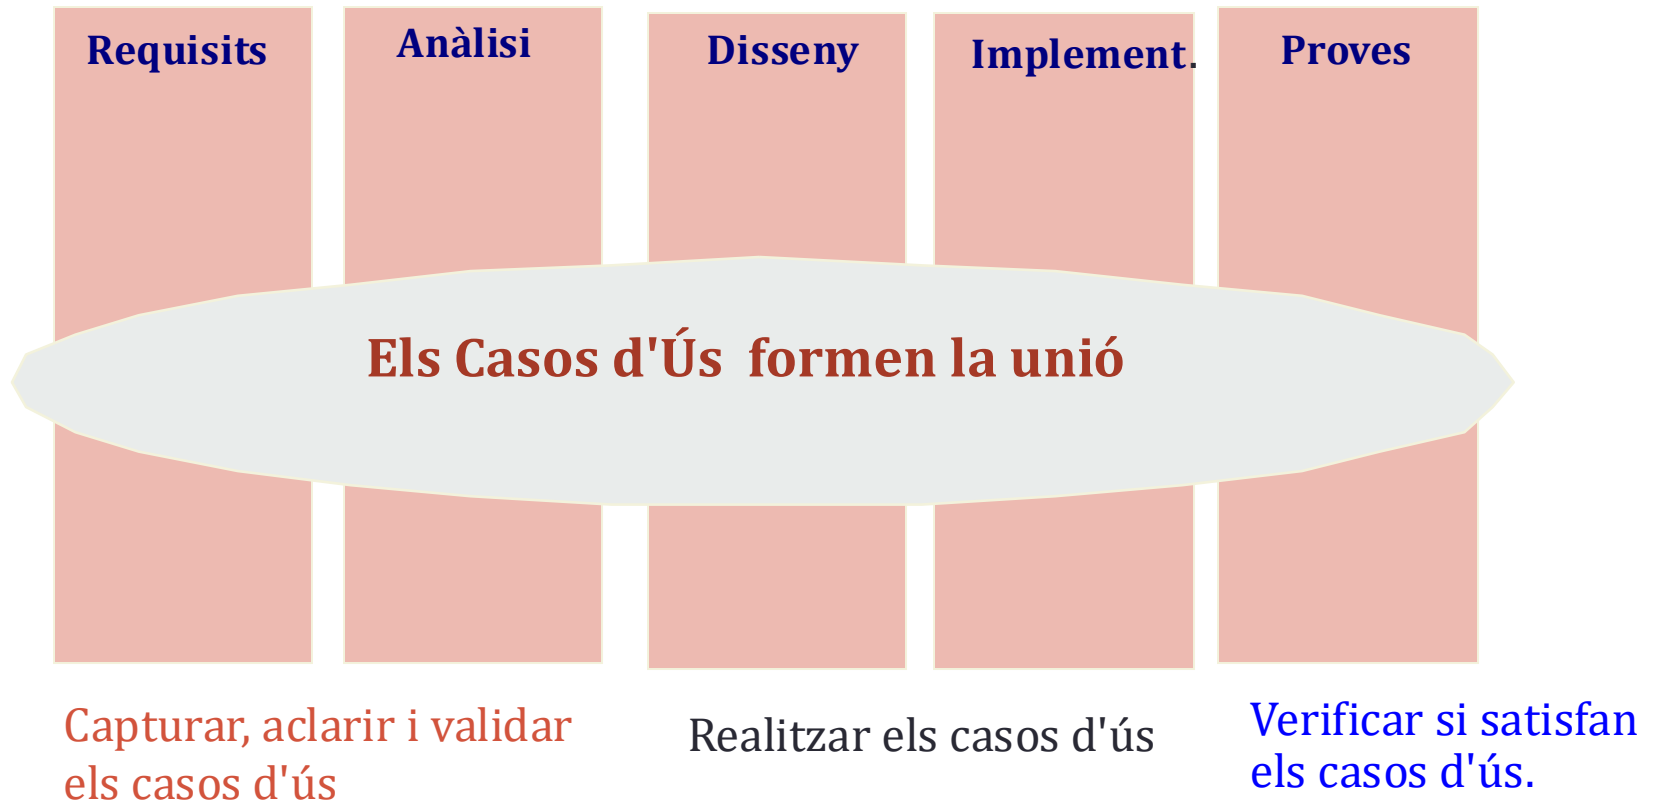 Requisits
Anàlisi
Disseny
Implement.
Proves
Els Casos d'Ús  formen la unió
Capturar, aclarir i validar
els casos d'ús
Realitzar els casos d'ús
Verificar si satisfan
els casos d'ús.